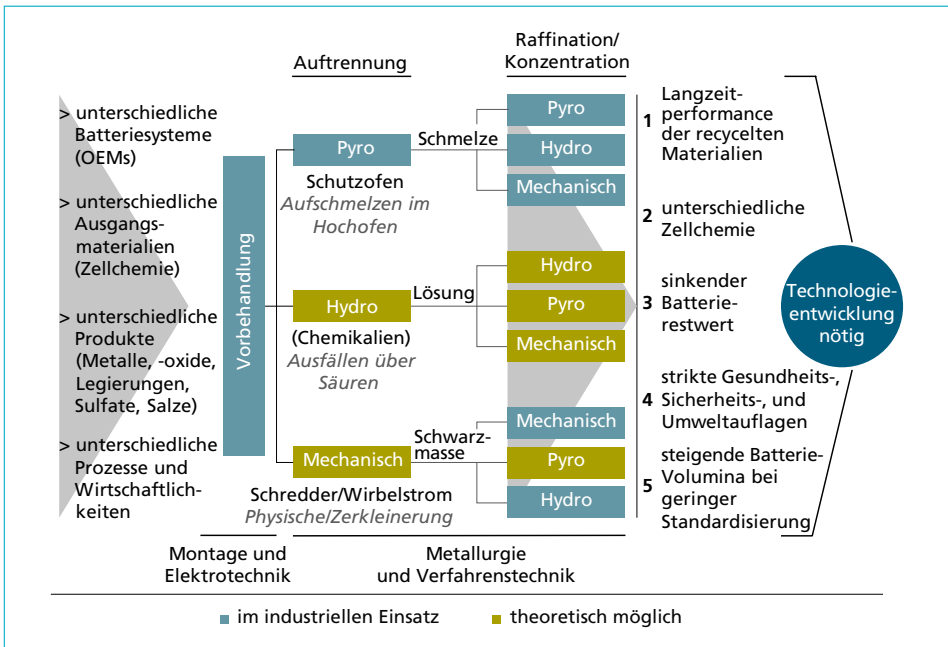 Auftrennung
Raffination/
Konzentration
> unterschiedliche
Batteriesysteme
(OEMs)
> unterschiedliche
Ausgangs-
materialien
(Zellchemie)
> unterschiedliche
Produkte
(Metalle, -oxide,
Legierungen,
Sulfate, Salze)
> unterschiedliche
Prozesse und
Wirtschaftlich-
keiten
Vorbehandlung
Pyro
Schutzofen
Aufschmelzen im
Hochofen
Schmelze
Pyro
Hydro
Mechanisch
Hydro
(Chemikalien)
Ausfällen über
Säuren
Lösung
Hydro
Pyro
Mechanisch
Mechanisch
Schredder/Wirbelstrom
Physische/Zerkleinerung
Schwarz-
masse
Mechanisch
Pyro
Hydro
1 Langzeit-
performance
der recycelten
Materialien
2 unterschiedliche
Zellchemie
3 sinkender
Batterie-
restwert
4 strikte Gesundheits-,
Sicherheits-, und
Umweltauflagen
5 steigende Batterie-
Volumina bei
geringer
Standardisierung
Technologie-
entwicklung
nötig
Montage und
Elektrotechnik
Metallurgie
und Verfahrenstechnik
im industriellen Einsatz
theoretisch möglich